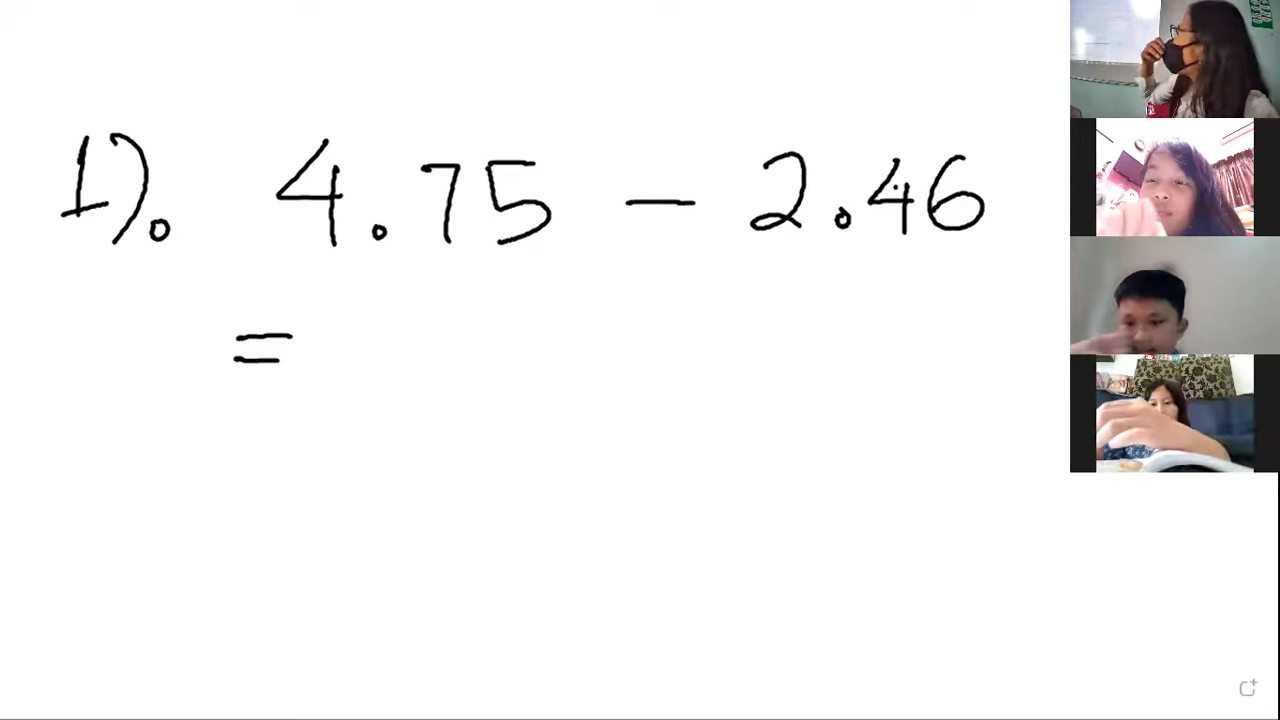 1). 4.75 - 2.46
=